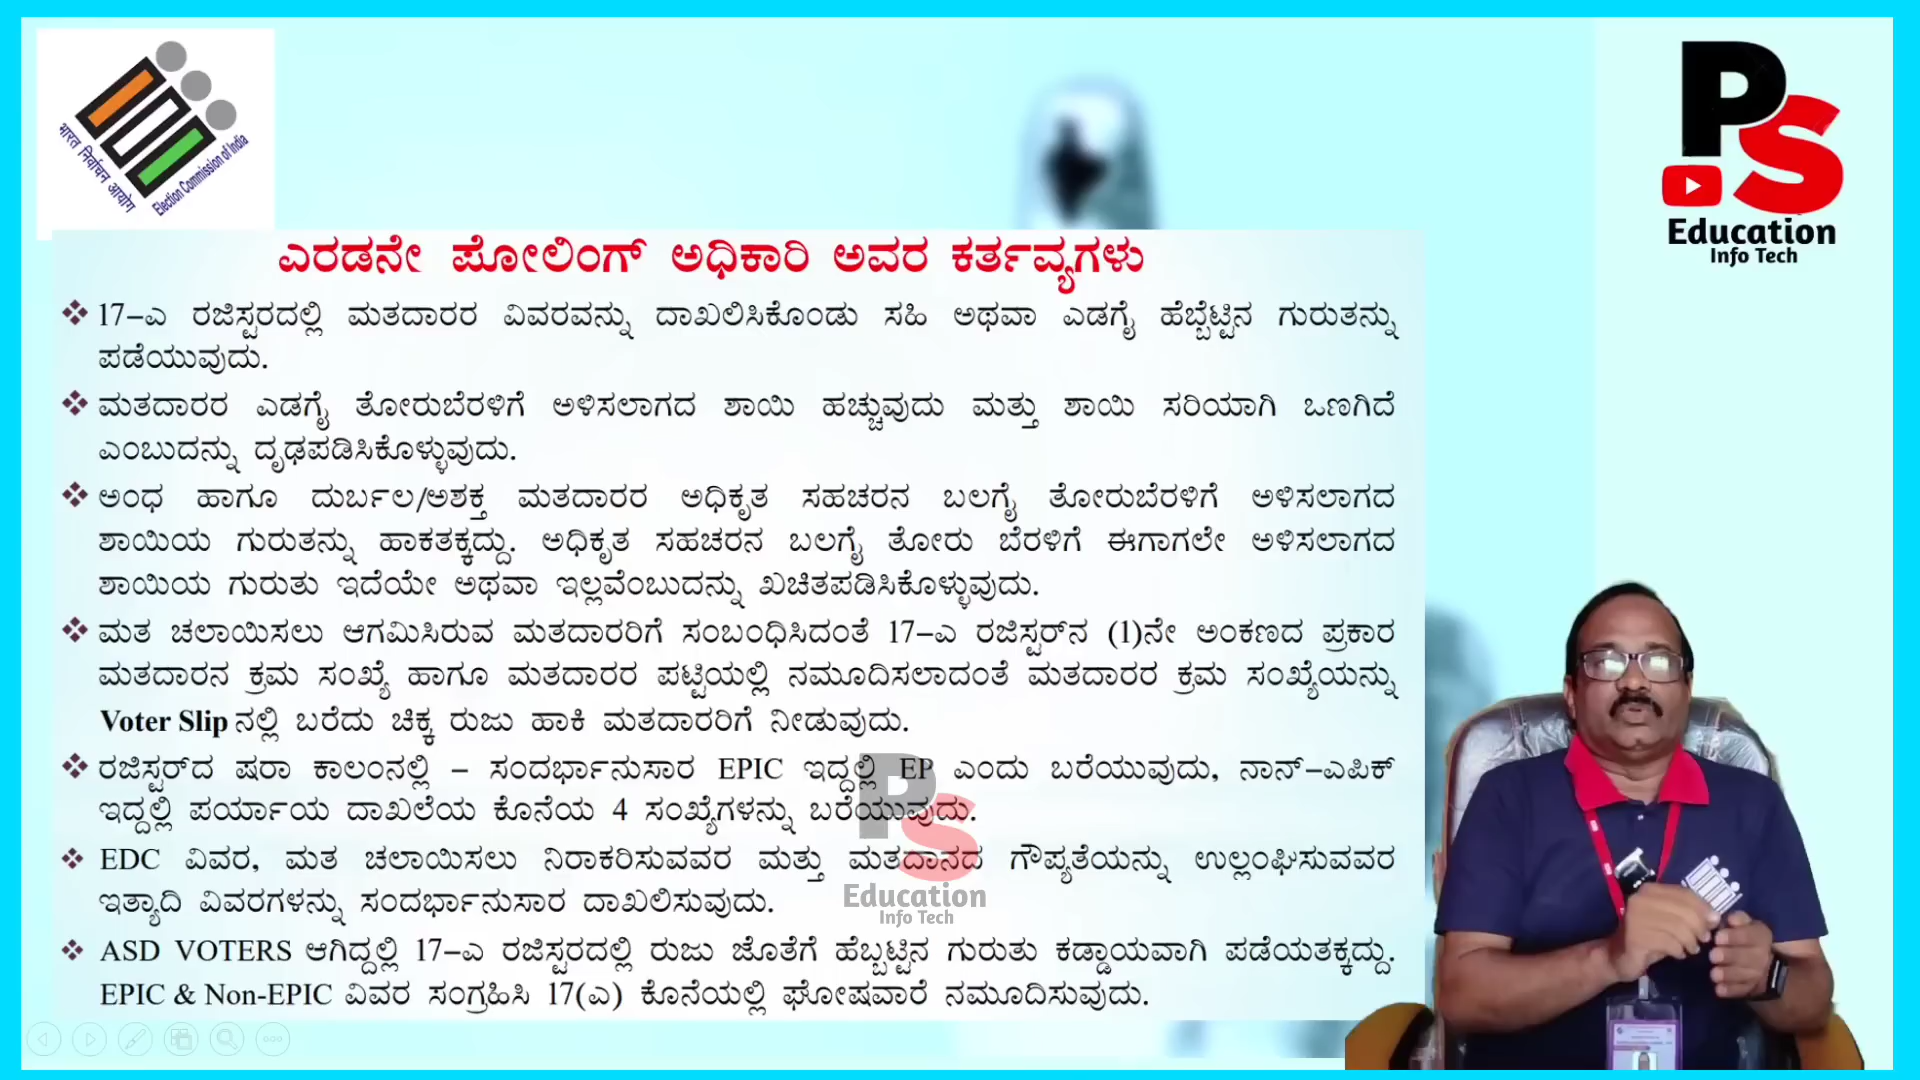 भारत निर्वाचन आयोग
Election Commission of India
PS
Education
Info Tech
ಎರಡನೇ ಪೋಲಿಂಗ್ ಅಧಿಕಾರಿ ಅವರ ಕರ್ತವ್ಯಗಳು
❖ 17–ಎ ರಜಿಸ್ಟರದಲ್ಲಿ ಮತದಾರರ ವಿವರವನ್ನು ದಾಖಲಿಸಿಕೊಂಡು ಸಹಿ ಅಥವಾ ಎಡಗೈ ಹೆಬ್ಬೆಟ್ಟಿನ ಗುರುತನ್ನು
ಪಡೆಯುವುದು.
❖ ಮತದಾರರ ಎಡಗೈ ತೋರುಬೆರಳಿಗೆ ಅಳಿಸಲಾಗದ ಶಾಯಿ ಹಚ್ಚುವುದು ಮತ್ತು ಶಾಯಿ ಸರಿಯಾಗಿ ಒಣಗಿದೆ
ಎಂಬುದನ್ನು ದೃಢಪಡಿಸಿಕೊಳ್ಳುವುದು.
❖ ಅಂಧ ಹಾಗೂ ದುರ್ಬಲ/ಅಶಕ್ತ ಮತದಾರರ ಅಧಿಕೃತ ಸಹಚರನ ಬಲಗೈ ತೋರುಬೆರಳಿಗೆ ಅಳಿಸಲಾಗದ
ಶಾಯಿಯ ಗುರುತನ್ನು ಹಾಕತಕ್ಕದ್ದು. ಅಧಿಕೃತ ಸಹಚರನ ಬಲಗೈ ತೋರು ಬೆರಳಿಗೆ ಈಗಾಗಲೇ ಅಳಿಸಲಾಗದ
ಶಾಯಿಯ ಗುರುತು ಇದೆಯೇ ಅಥವಾ ಇಲ್ಲವೆಂಬುದನ್ನು ಖಚಿತಪಡಿಸಿಕೊಳ್ಳುವುದು.
❖ ಮತ ಚಲಾಯಿಸಲು ಆಗಮಿಸಿರುವ ಮತದಾರರಿಗೆ ಸಂಬಂಧಿಸಿದಂತೆ 17–ಎ ರಜಿಸ್ಟರ್‌ನ (1)ನೇ ಅಂಕಣದ ಪ್ರಕಾರ
ಮತದಾರನ ಕ್ರಮ ಸಂಖ್ಯೆ ಹಾಗೂ ಮತದಾರರ ಪಟ್ಟಿಯಲ್ಲಿ ನಮೂದಿಸಲಾದಂತೆ ಮತದಾರರ ಕ್ರಮ ಸಂಖ್ಯೆಯನ್ನು
Voter Slip ನಲ್ಲಿ ಬರೆದು ಚಿಕ್ಕ ರುಜು ಹಾಕಿ ಮತದಾರರಿಗೆ ನೀಡುವುದು.
❖ ರಜಿಸ್ಟರ್‌ದ ಷರಾ ಕಾಲಂನಲ್ಲಿ – ಸಂದರ್ಭಾನುಸಾರ EPIC ಇದ್ದಲ್ಲಿ EP ಎಂದು ಬರೆಯುವುದು, ನಾನ್–ಎಪಿಕ್
ಇದ್ದಲ್ಲಿ ಪರ್ಯಾಯ ದಾಖಲೆಯ ಕೊನೆಯ 4 ಸಂಖ್ಯೆಗಳನ್ನು ಬರೆಯುವುದು.
❖ EDC ವಿವರ, ಮತ ಚಲಾಯಿಸಲು ನಿರಾಕರಿಸುವವರ ಮತ್ತು ಮತದಾನದ ಗೌಪ್ಯತೆಯನ್ನು ಉಲ್ಲಂಘಿಸುವವರ
ಇತ್ಯಾದಿ ವಿವರಗಳನ್ನು ಸಂದರ್ಭಾನುಸಾರ ದಾಖಲಿಸುವುದು.
❖ ASD VOTERS ಆಗಿದ್ದಲ್ಲಿ 17–ಎ ರಜಿಸ್ಟರದಲ್ಲಿ ರುಜು ಜೊತೆಗೆ ಹೆಬ್ಬಟ್ಟಿನ ಗುರುತು ಕಡ್ಡಾಯವಾಗಿ ಪಡೆಯತಕ್ಕದ್ದು.
EPIC & Non-EPIC ವಿವರ ಸಂಗ್ರಹಿಸಿ 17(ಎ) ಕೊನೆಯಲ್ಲಿ ಘೋಷವಾರೆ ನಮೂದಿಸುವುದು.
PS
Education
Info Tech